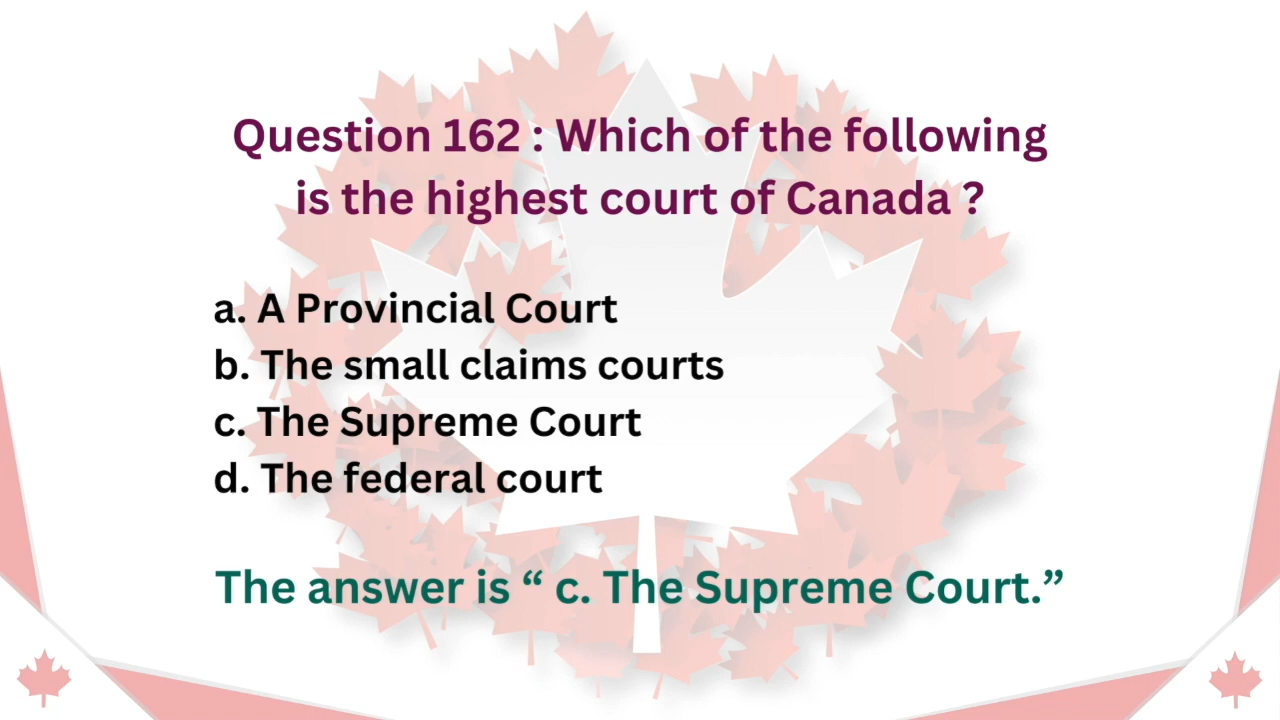 Question 162 : Which of the following
is the highest court of Canada ?
a. A Provincial Court
b. The small claims courts
c. The Supreme Court
d. The federal court
The answer is “ c. The Supreme Court.”